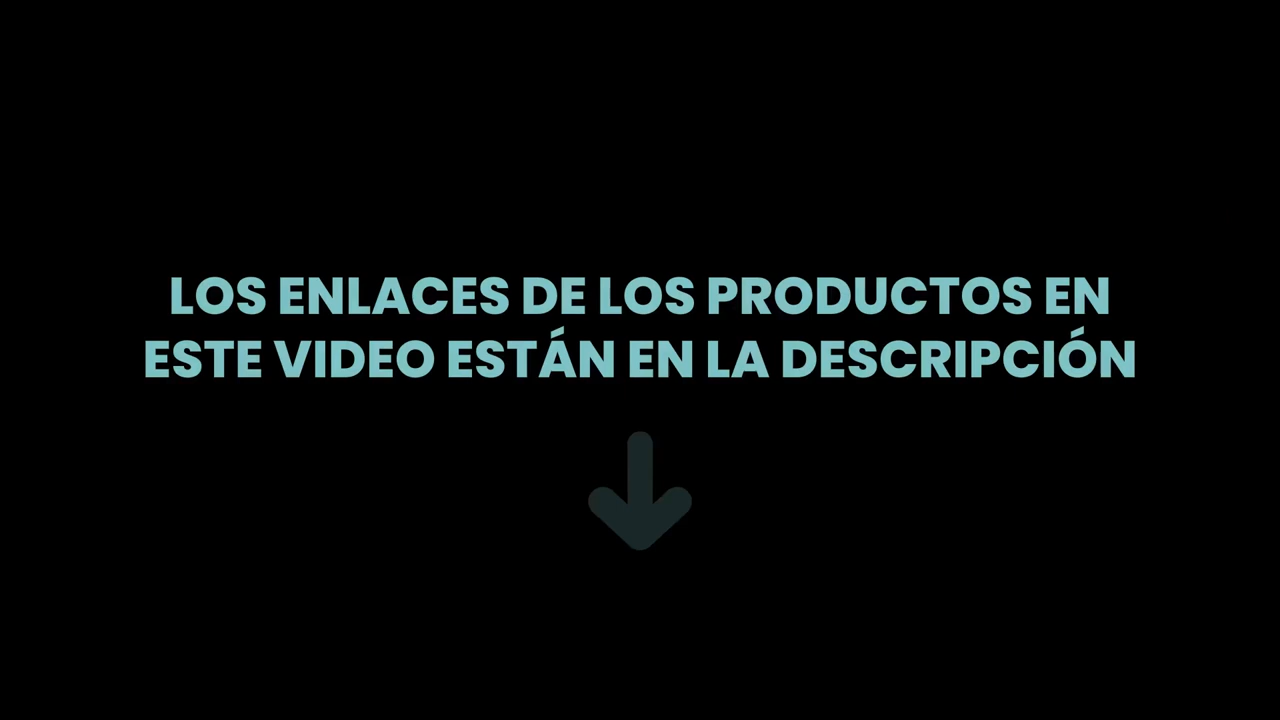 LOS ENLACES DE LOS PRODUCTOS EN
ESTE VIDEO ESTÁN EN LA DESCRIPCIÓN